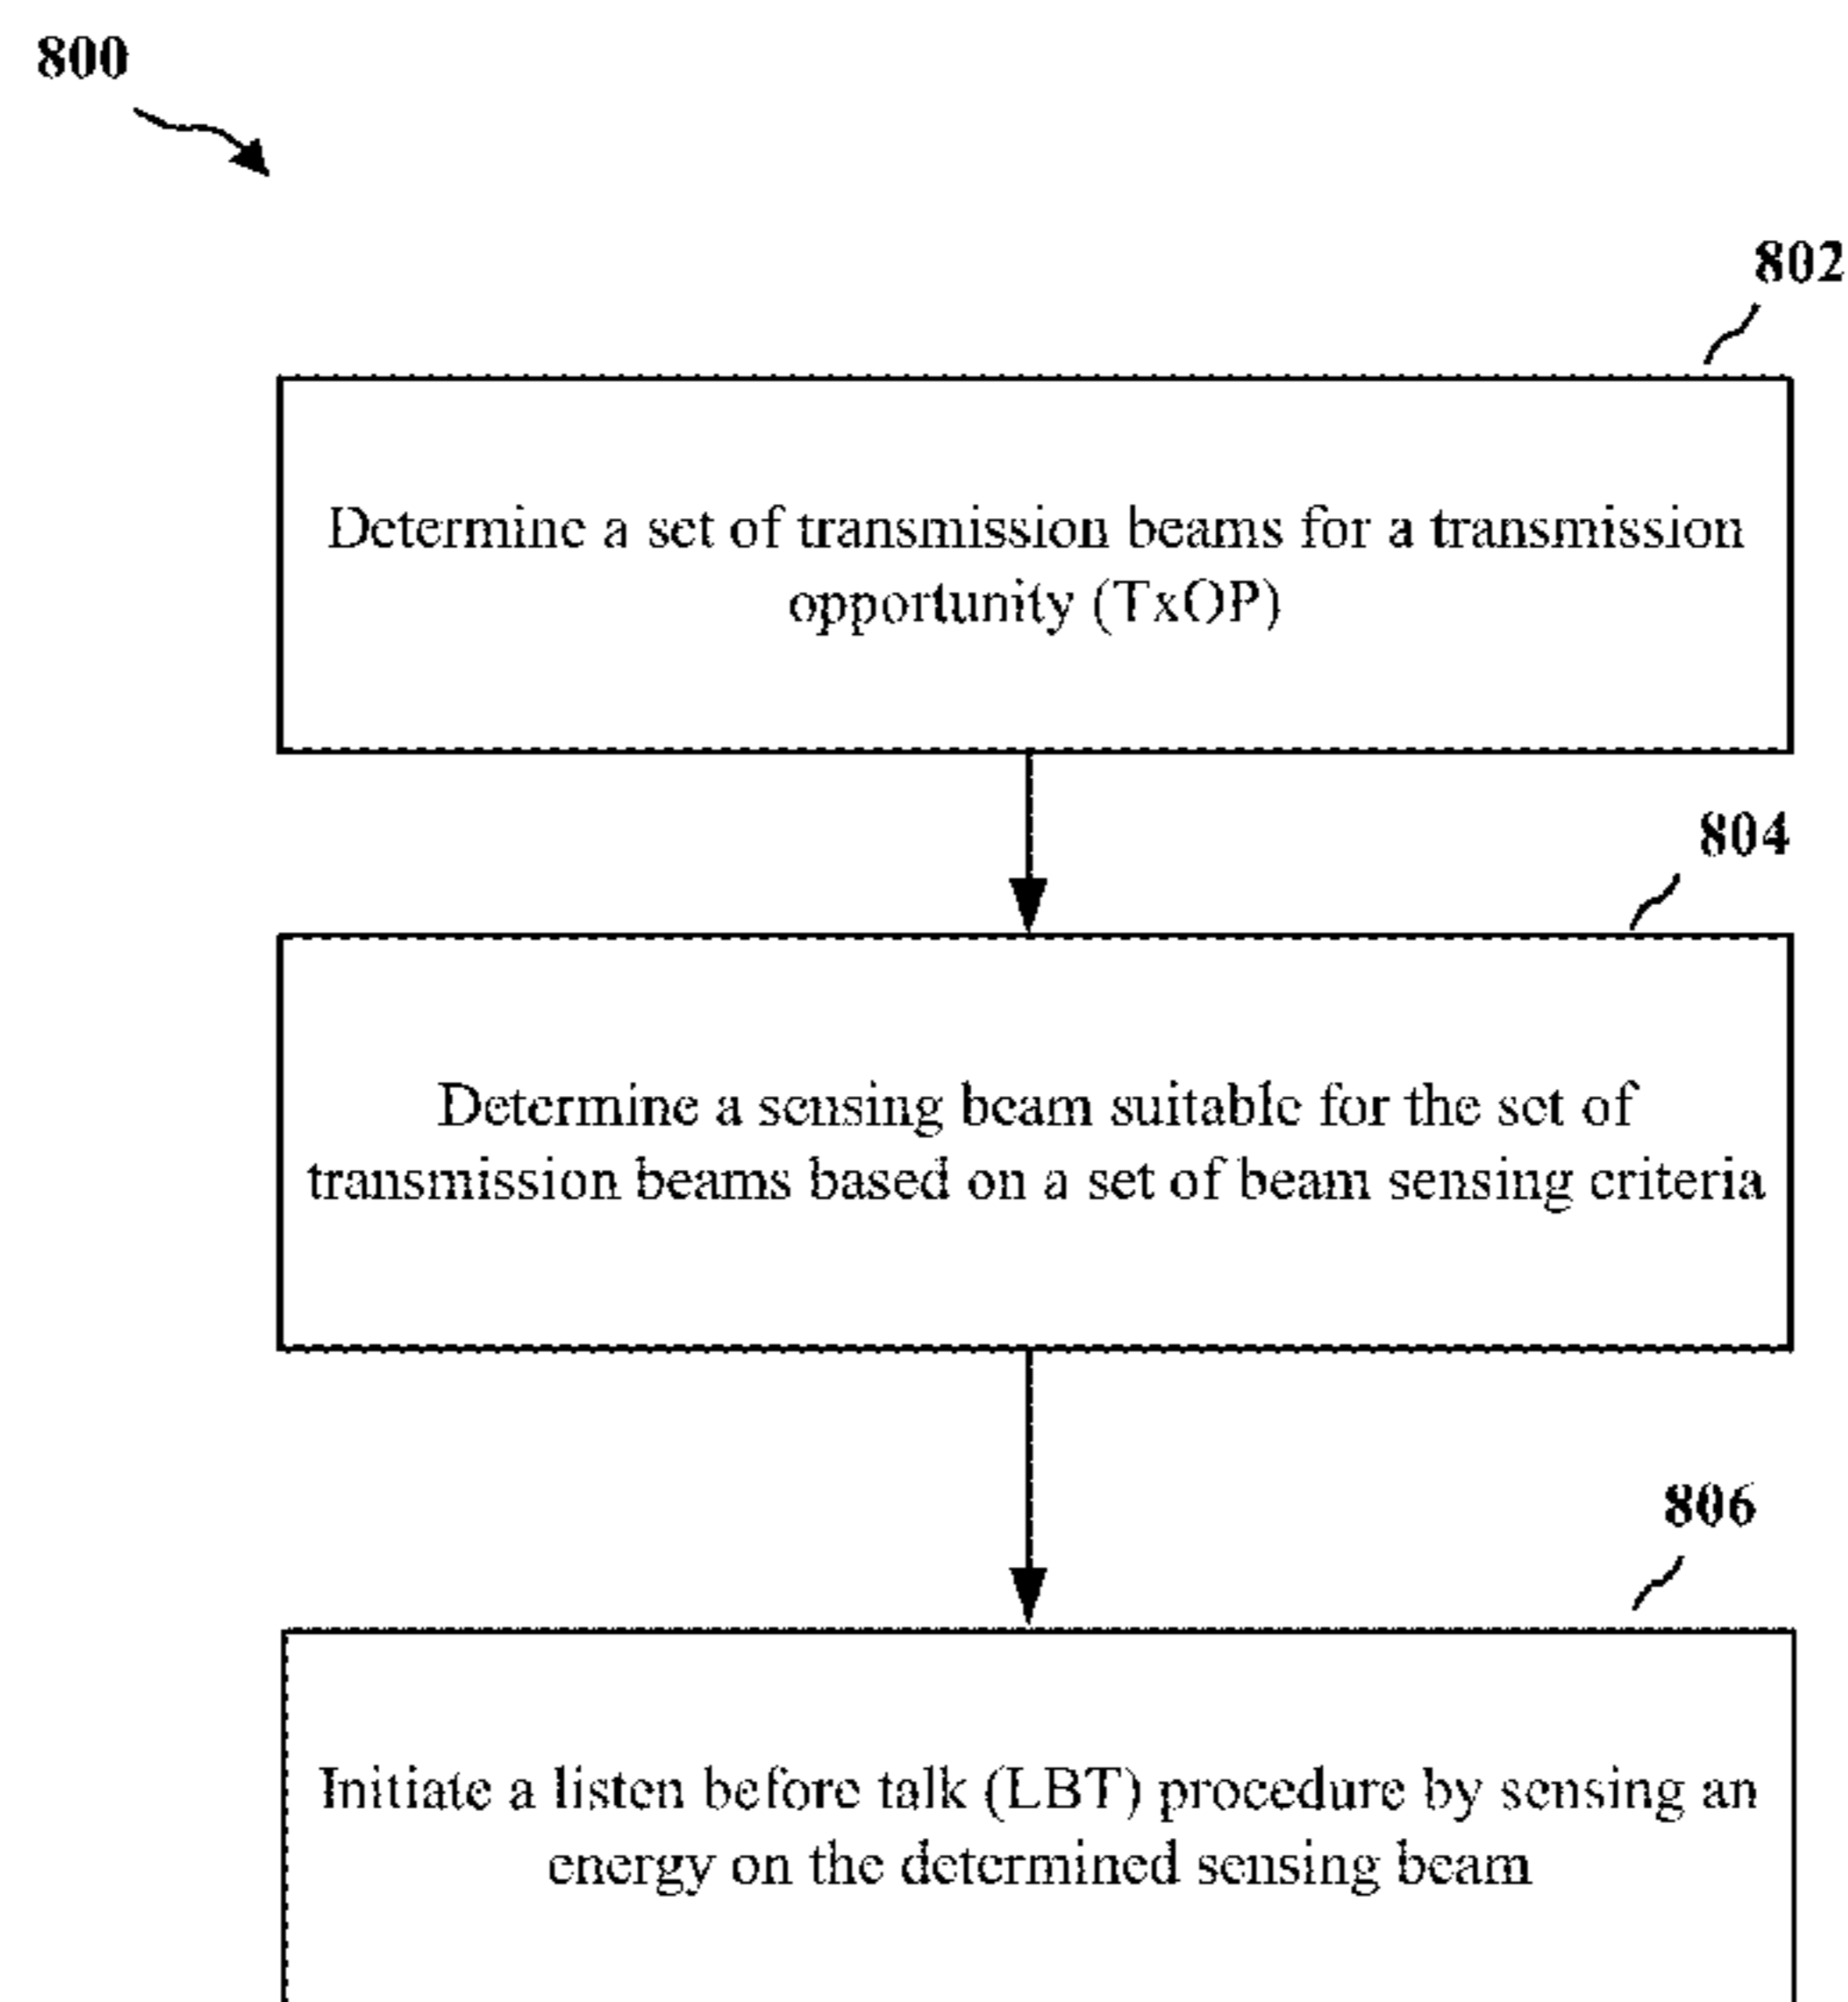 800
802
Determine a set of transmission beams for a transmission
opportunity (TxOP)
804
Determine a sensing beam suitable for the set of
transmission beams based on a set of beam sensing criteria
806
Initiate a listen before talk (LBT) procedure by sensing an
energy on the determined sensing beam